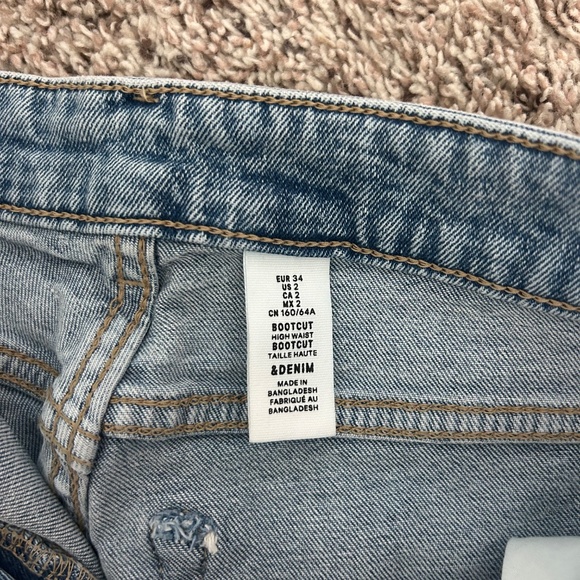 EUR 34
US 2
CA 2
MX 2
CN 160/64A
BOOTCUT
HIGH WAIST
BOOTCUT
TAILLE HAUTE
&DENIM
MADE IN
BANGLADESH
FABRIQUÉ AU
BANGLADESH